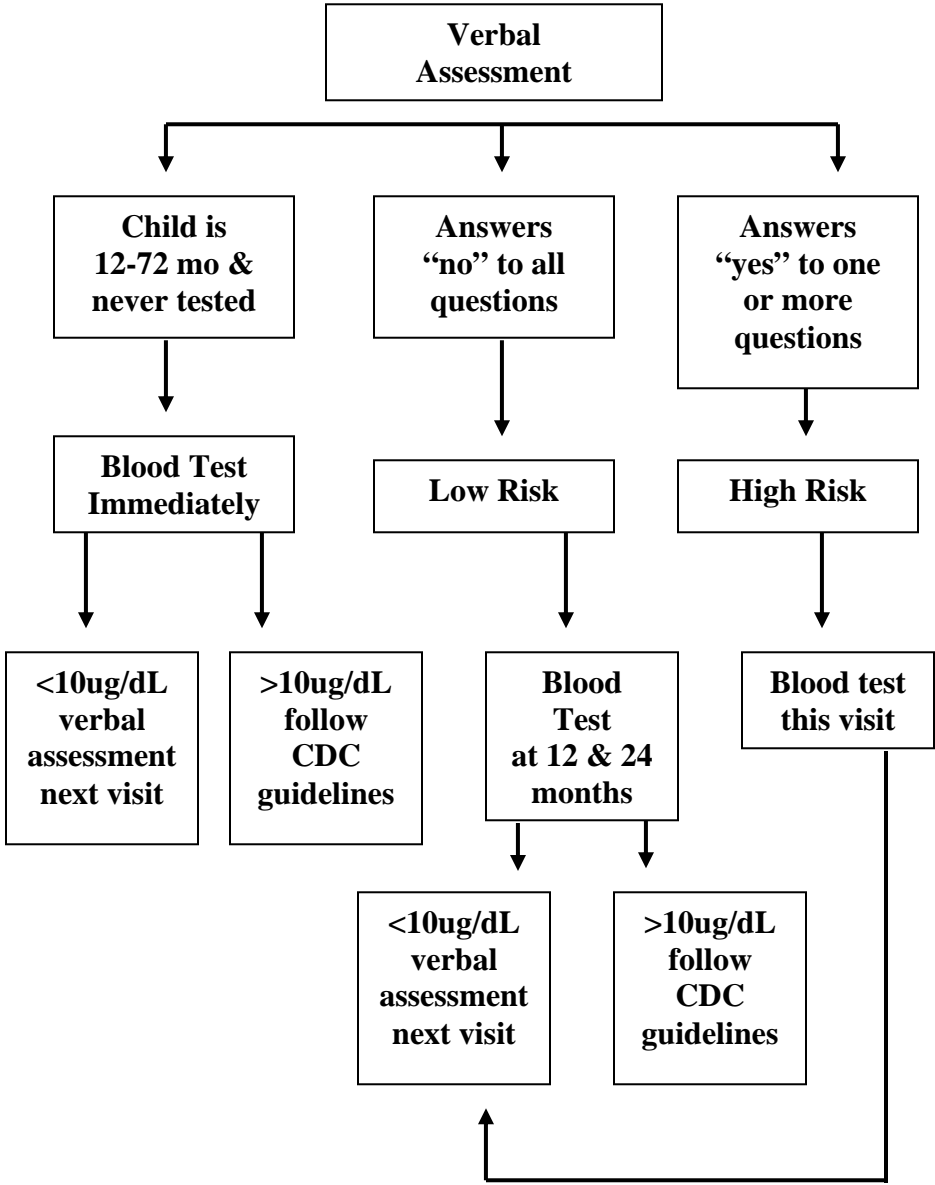 Verbal
Assessment
Child is
12-72 mo &
never tested
Answers
“no” to all
questions
Answers
“yes” to one
or more
questions
Blood Test
Immediately
Low Risk
High Risk
<10ug/dL
verbal
assessment
next visit
>10ug/dL
follow
CDC
guidelines
Blood
Test
at 12 & 24
months
Blood test
this visit
<10ug/dL
verbal
assessment
next visit
>10ug/dL
follow
CDC
guidelines